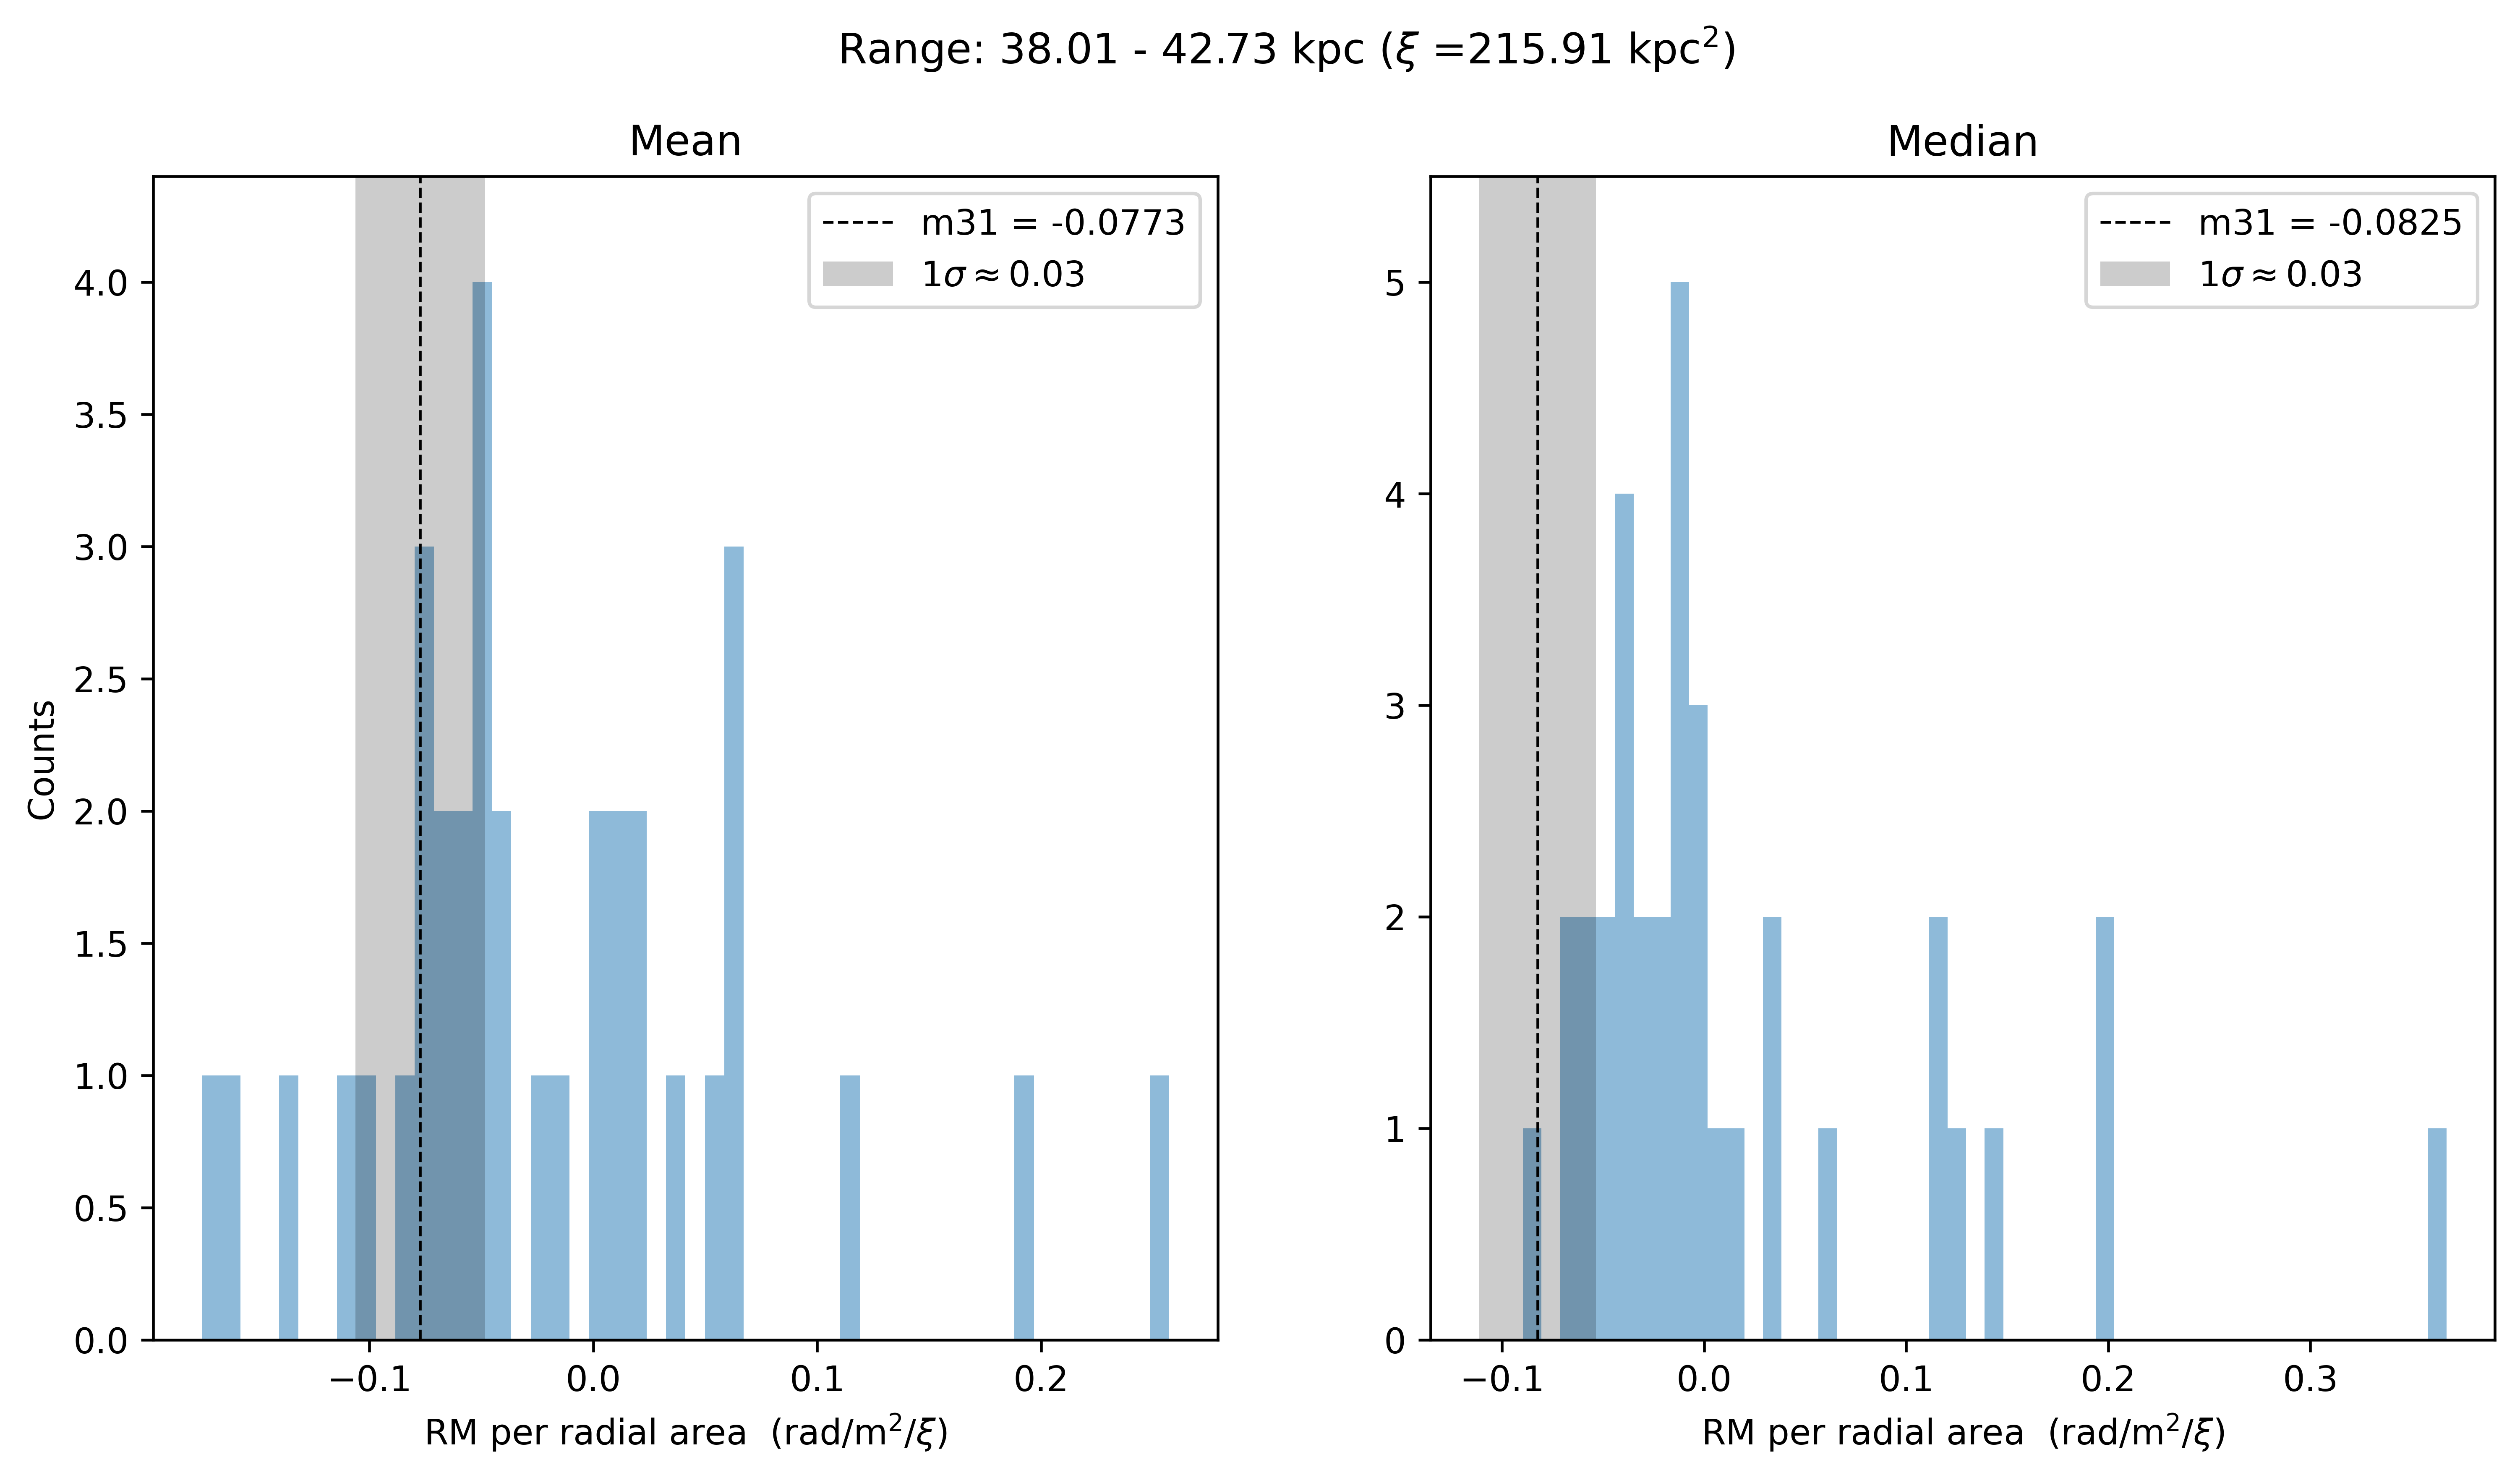 Range: 38.01 - 42.73 kpc (ξ =215.91 kpc²)
Mean
m31 = -0.0773
1σ ≈ 0.03
4.0
3.5
3.0
2.5
2.0
1.5
1.0
0.5
0.0
Counts
−0.1 0.0 0.1 0.2
RM per radial area (rad/m²/ξ)
Median
m31 = -0.0825
1σ ≈ 0.03
5
4
3
2
1
0
−0.1 0.0 0.1 0.2 0.3
RM per radial area (rad/m²/ξ)